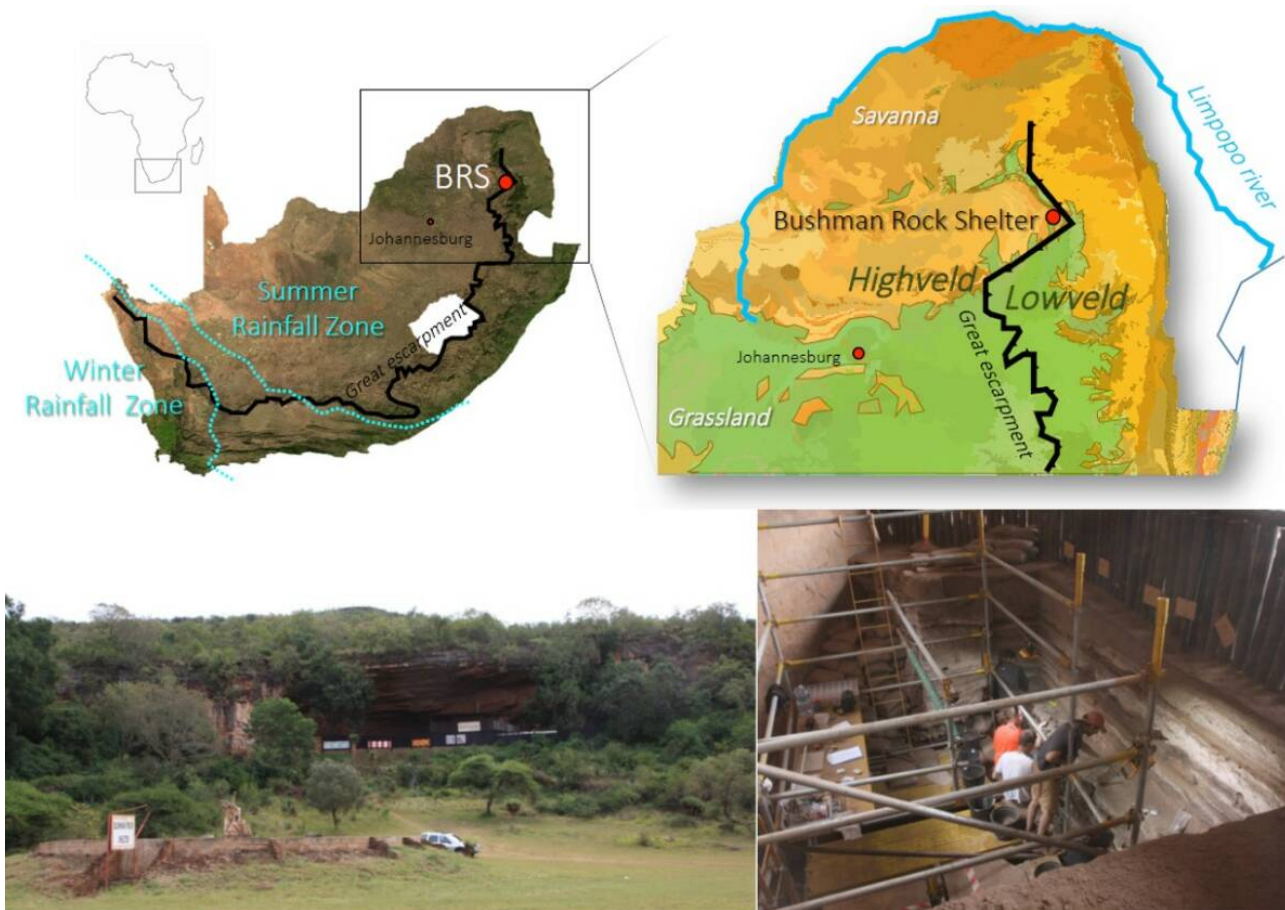 BRS
Johannesburg
Summer
Rainfall Zone
Great escarpment
Winter
Rainfall Zone
Savanna
Limpopo river
Bushman Rock Shelter
Highveld
Lowveld
Johannesburg
Great escarpment
Grassland